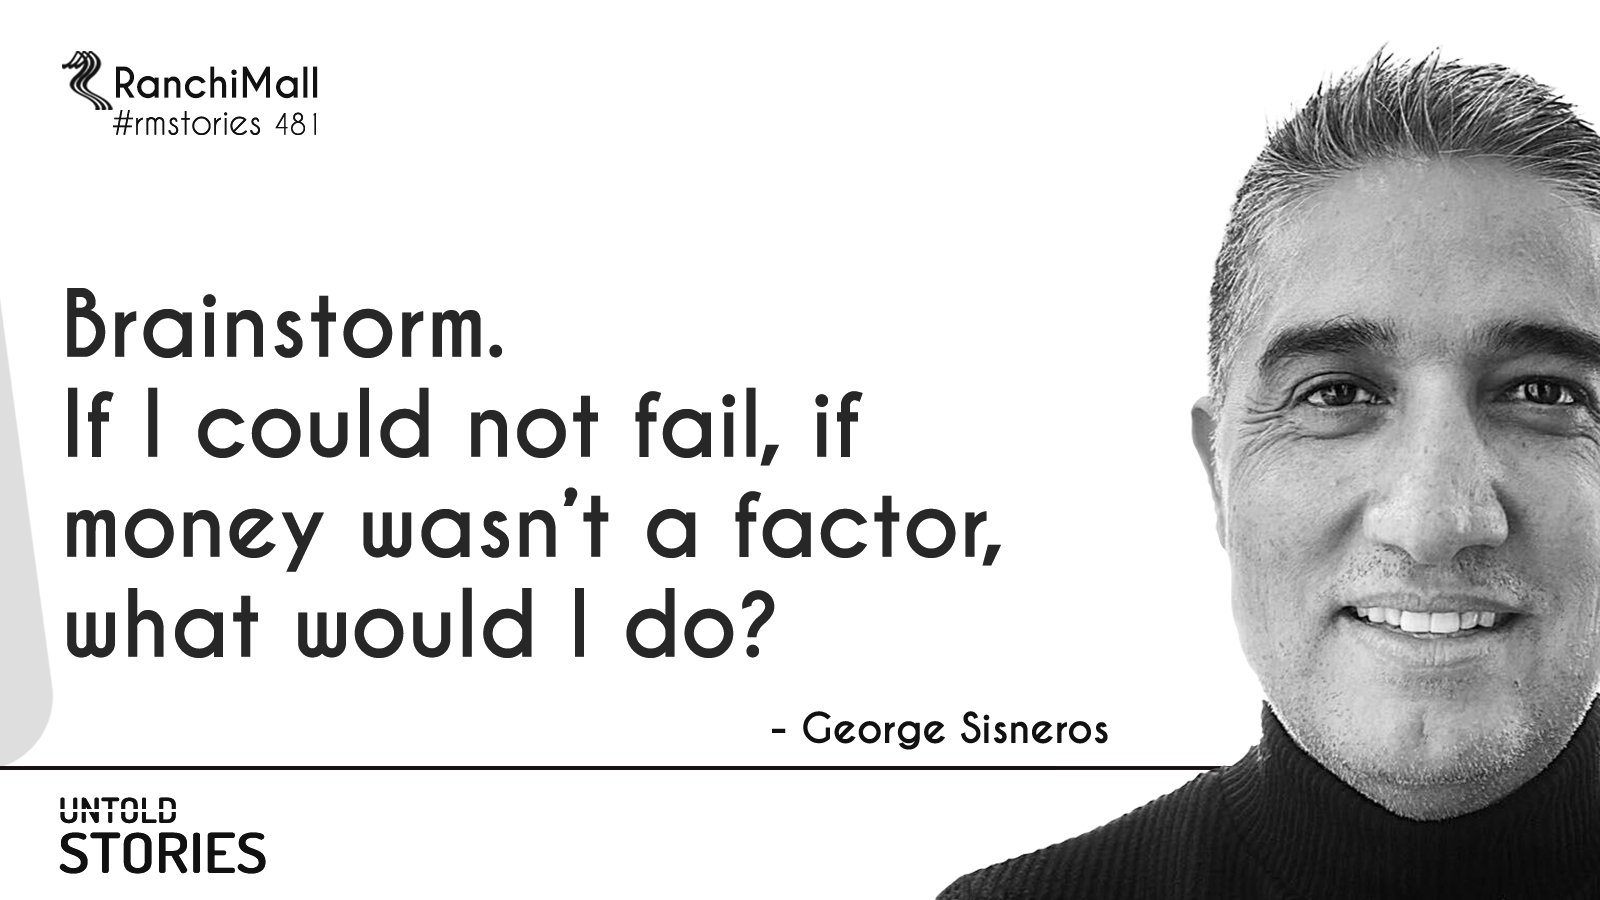 RanchiMall
#rmstories 481
Brainstorm.
If I could not fail, if
money wasn't a factor,
what would I do?
- George Sisneros
UNTOLD
STORIES